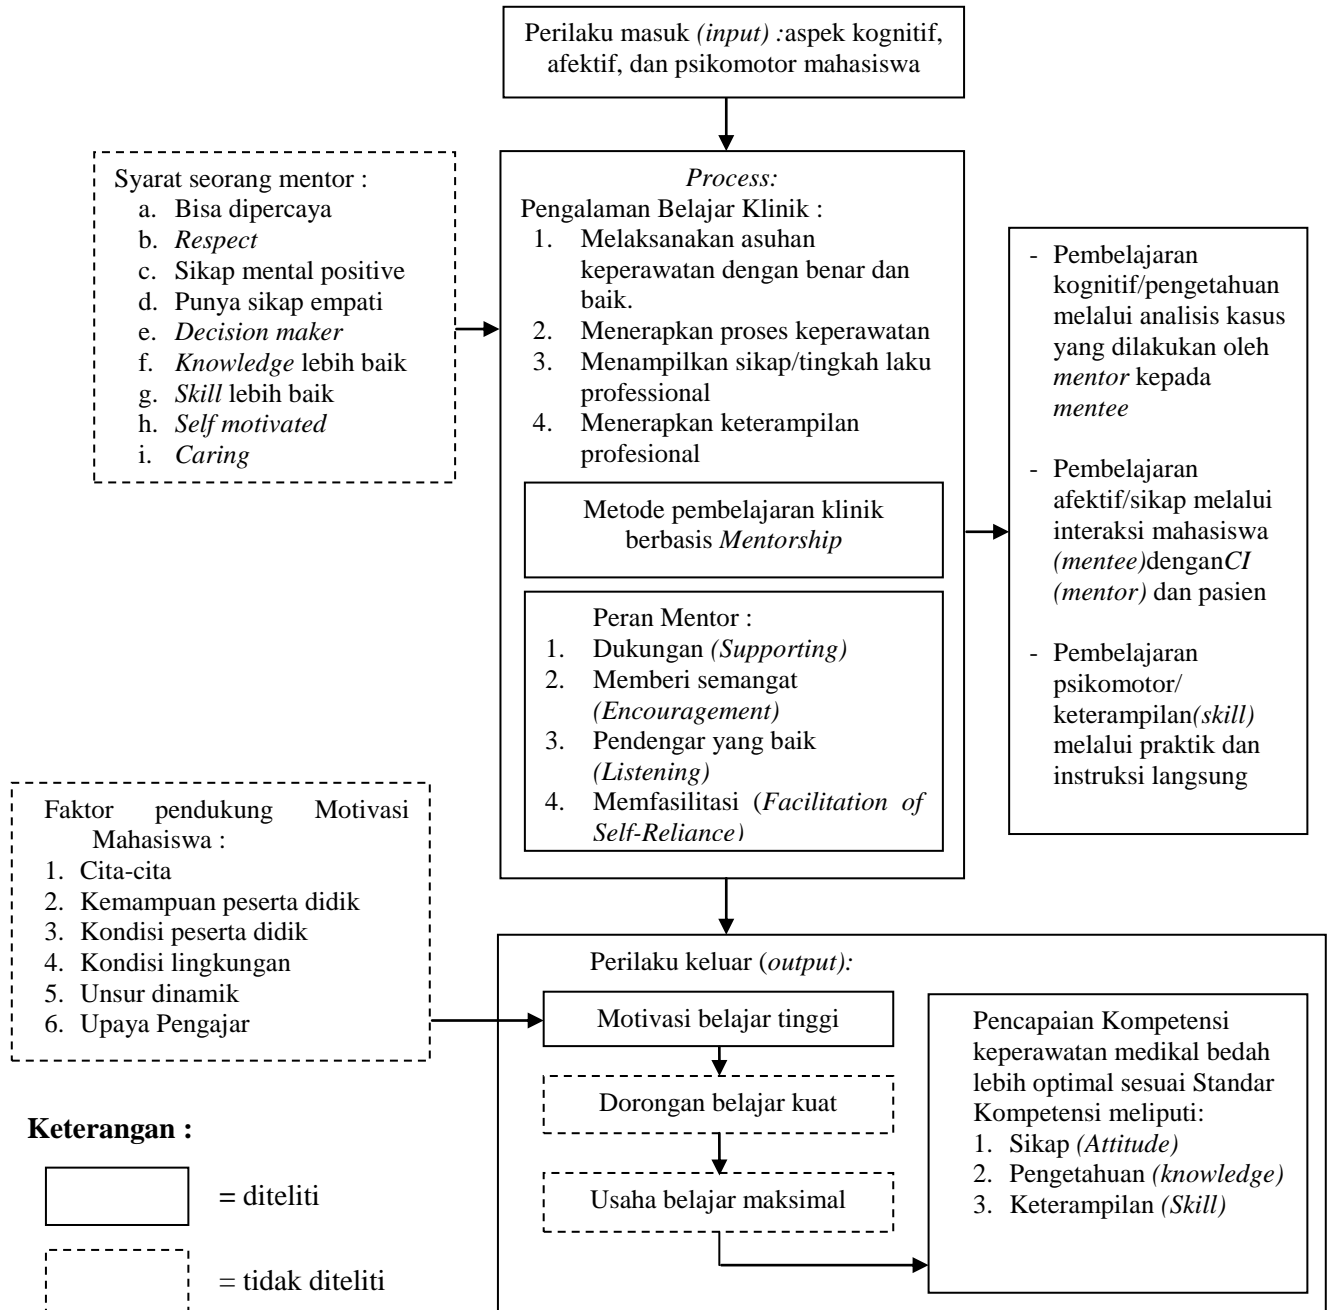 Perilaku masuk (input) :aspek kognitif,
afektif, dan psikomotor mahasiswa
Syarat seorang mentor :
a. Bisa dipercaya
b. Respect
c. Sikap mental positive
d. Punya sikap empati
e. Decision maker
f. Knowledge lebih baik
g. Skill lebih baik
h. Self motivated
i. Caring
Process:
Pengalaman Belajar Klinik :
1. Melaksanakan asuhan
keperawatan dengan benar dan
baik.
2. Menerapkan proses keperawatan
3. Menampilkan sikap/tingkah laku
professional
4. Menerapkan keterampilan
profesional
Metode pembelajaran klinik
berbasis Mentorship
Peran Mentor :
1. Dukungan (Supporting)
2. Memberi semangat
(Encouragement)
3. Pendengar yang baik
(Listening)
4. Memfasilitasi (Facilitation of
Self-Reliance)
- Pembelajaran
kognitif/pengetahuan
melalui analisis kasus
yang dilakukan oleh
mentor kepada
mentee
- Pembelajaran
afektif/sikap melalui
interaksi mahasiswa
(mentee)denganCI
(mentor) dan pasien
- Pembelajaran
psikomotor/
keterampilan(skill)
melalui praktik dan
instruksi langsung
Faktor pendukung Motivasi
Mahasiswa :
1. Cita-cita
2. Kemampuan peserta didik
3. Kondisi peserta didik
4. Kondisi lingkungan
5. Unsur dinamik
6. Upaya Pengajar
Perilaku keluar (output):
Motivasi belajar tinggi
Dorongan belajar kuat
Usaha belajar maksimal
Pencapaian Kompetensi
keperawatan medikal bedah
lebih optimal sesuai Standar
Kompetensi meliputi:
1. Sikap (Attitude)
2. Pengetahuan (knowledge)
3. Keterampilan (Skill)
Keterangan :
= diteliti
= tidak diteliti